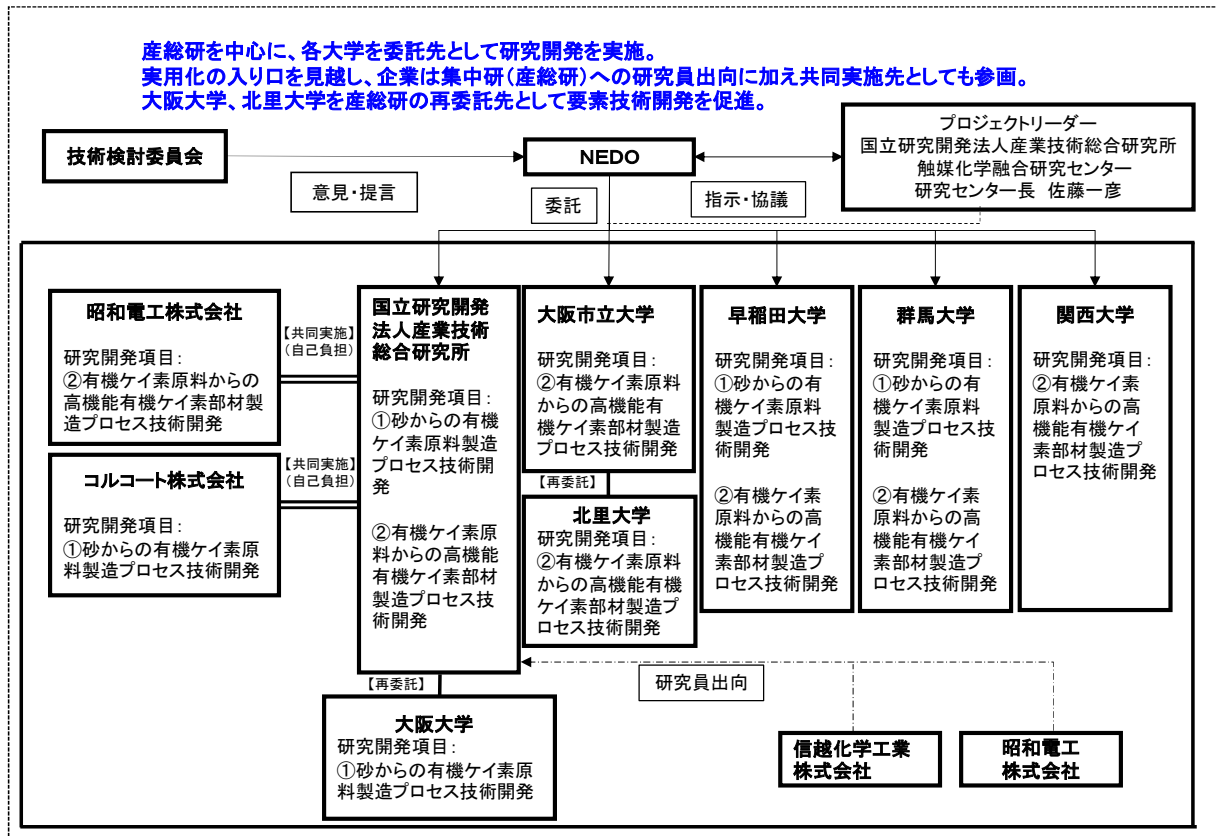 産総研を中心に、各大学を委託先として研究開発を実施。
実用化の入り口を見越し、企業は集中研（産総研）への研究員出向に加え共同実施先としても参画。
大阪大学、北里大学を産総研の再委託先として要素技術開発を促進。
技術検討委員会
NEDO
プロジェクトリーダー
国立研究開発法人産業技術総合研究所
触媒化学融合研究センター
研究センター長 佐藤一彦
意見・提言
委託
指示・協議
昭和電工株式会社
研究開発項目：
②有機ケイ素原料からの
高機能有機ケイ素部材製
造プロセス技術開発
【共同実施】
（自己負担）
コルコート株式会社
研究開発項目：
①砂からの有機ケイ素原
料製造プロセス技術開発
【共同実施】
（自己負担）
国立研究開発
法人産業技術
総合研究所
研究開発項目：
①砂からの有機
ケイ素原料製造
プロセス技術開
発
②有機ケイ素原
料からの高機能
有機ケイ素部材
製造プロセス技
術開発
【再委託】
大阪大学
研究開発項目：
①砂からの有機ケイ素原
料製造プロセス技術開発
大阪市立大学
研究開発項目：
②有機ケイ素原料
からの高機能有
機ケイ素部材製造
プロセス技術開発
【再委託】
北里大学
研究開発項目：
②有機ケイ素原料
からの高機能有機
ケイ素部材製造プ
ロセス技術開発
早稲田大学
研究開発項目：
①砂からの有
機ケイ素原料
製造プロセス技
術開発
②有機ケイ素
原料からの高
機能有機ケイ
素部材製造プ
ロセス技術開発
群馬大学
研究開発項目：
①砂からの有
機ケイ素原料
製造プロセス技
術開発
②有機ケイ素
原料からの高
機能有機ケイ
素部材製造プ
ロセス技術開発
関西大学
研究開発項目：
②有機ケイ素
原料からの高
機能有機ケイ
素部材製造プ
ロセス技術開発
研究員出向
信越化学工業
株式会社
昭和電工
株式会社